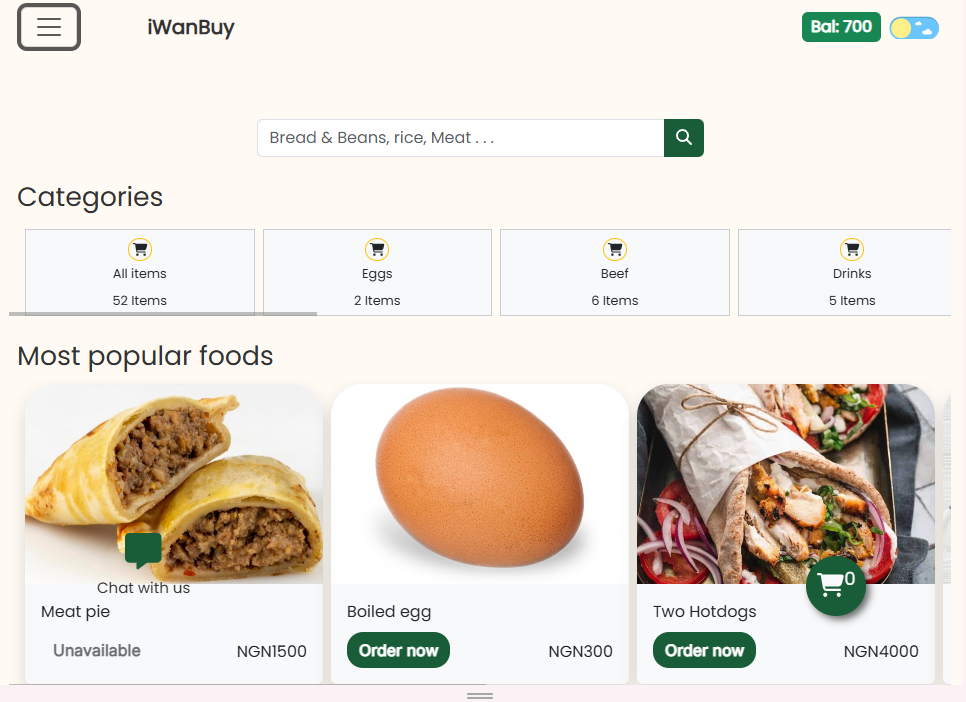 iWanBuy
Bal: 700
Bread & Beans, rice, Meat . . .
Categories
All items
52 Items
Eggs
2 Items
Beef
6 Items
Drinks
5 Items
Most popular foods
Chat with us
0
Meat pie
Unavailable NGN1500
Boiled egg
Order now NGN300
Two Hotdogs
Order now NGN4000